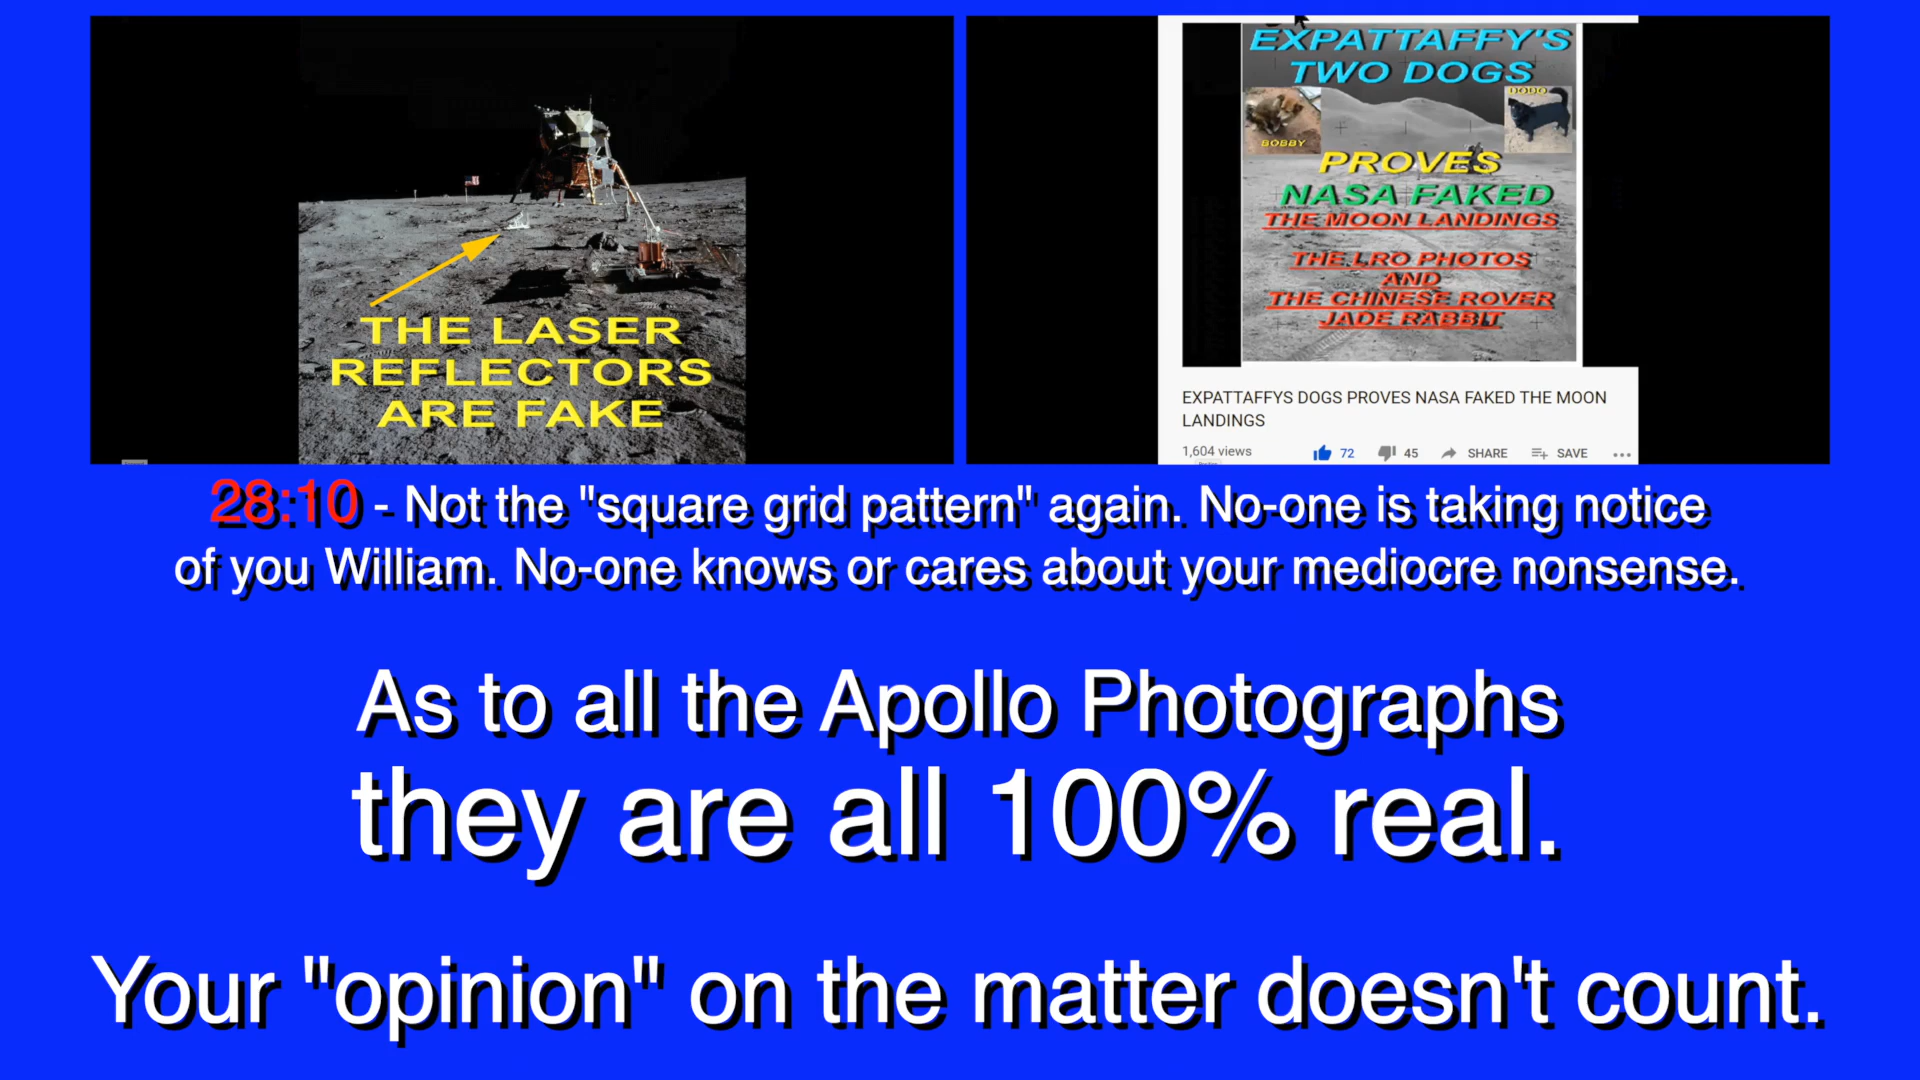 THE LASER
REFLECTORS
ARE FAKE
EXPATTAFFY'S
TWO DOGS
BOBBY
DOBO
PROVES
NASA FAKED
THE MOON LANDINGS
THE LRO PHOTOS
AND
THE CHINESE ROVER
JADE RABBIT
EXPATTAFFYS DOGS PROVES NASA FAKED THE MOON
LANDINGS
1,604 views
72
45
SHARE
SAVE
28:10 - Not the "square grid pattern" again. No-one is taking notice
of you William. No-one knows or cares about your mediocre nonsense.
As to all the Apollo Photographs
they are all 100% real.
Your "opinion" on the matter doesn't count.